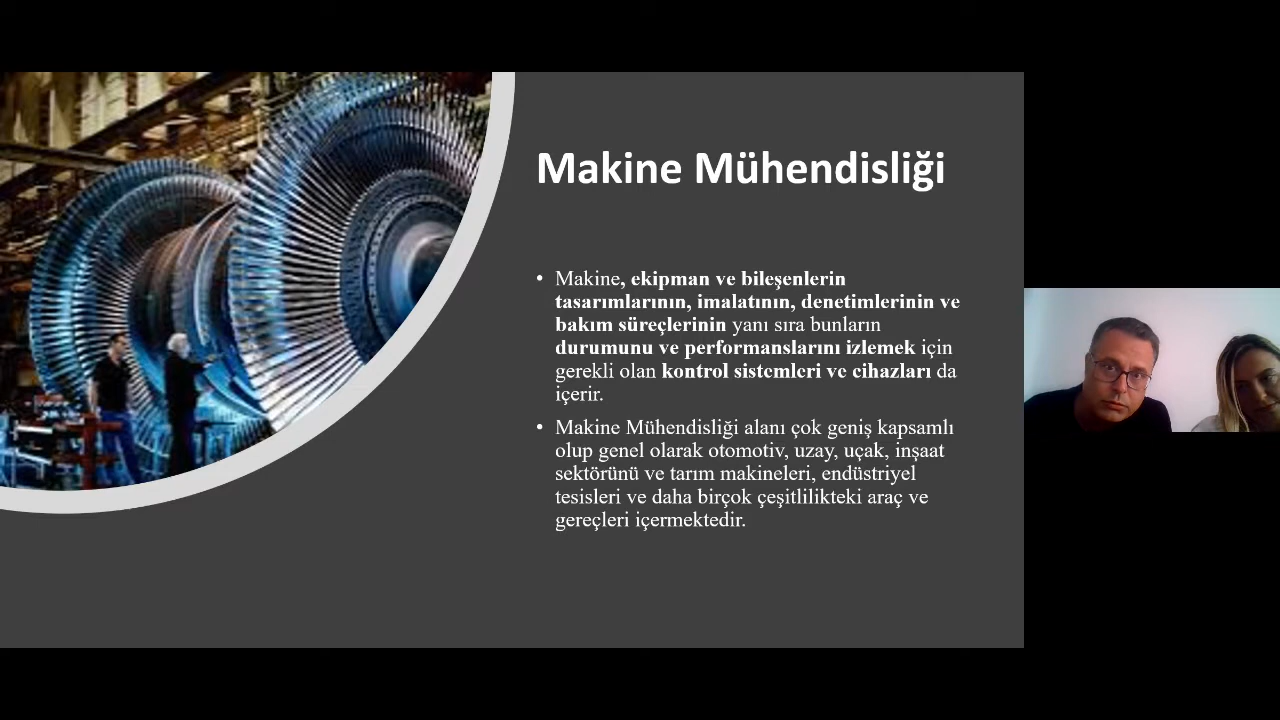 Makine Mühendisliği
• Makine, ekipman ve bileşenlerin
tasarımlarının, imalatının, denetimlerinin ve
bakım süreçlerinin yanı sıra bunların
durumunu ve performanslarını izlemek için
gerekli olan kontrol sistemleri ve cihazları da
içerir.
• Makine Mühendisliği alanı çok geniş kapsamlı
olup genel olarak otomotiv, uzay, uçak, inşaat
sektörünü ve tarım makineleri, endüstriyel
tesisleri ve daha birçok çeşitlilikteki araç ve
gereçleri içermektedir.